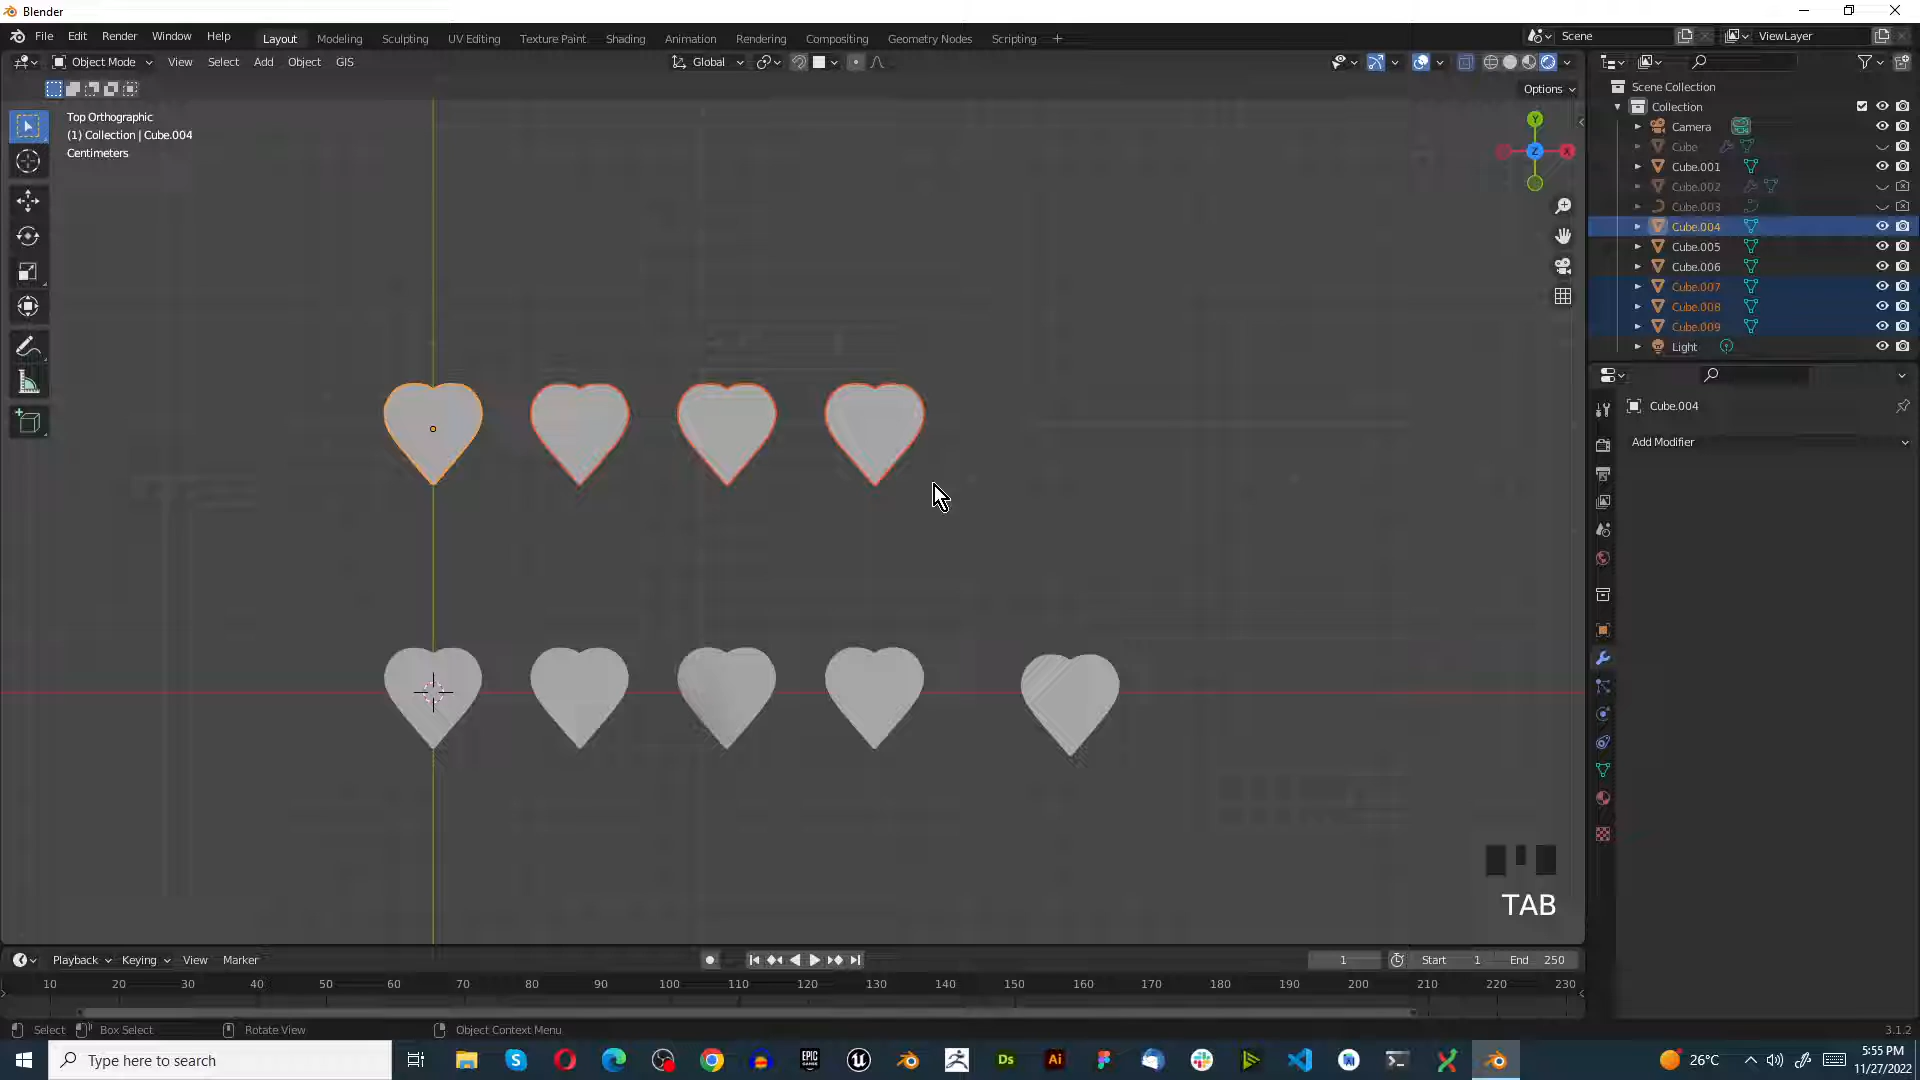 Blender
File Edit Render Window Help
Layout Modeling Sculpting UV Editing Texture Paint Shading Animation Rendering Compositing Geometry Nodes Scripting +
Scene
ViewLayer
Object Mode View Select Add Object GIS
Global
Options
Top Orthographic
(1) Collection | Cube.004
Centimeters
Y
X
Z
Scene Collection
Collection
Camera
Cube
Cube.001
Cube.002
Cube.003
Cube.004
Cube.005
Cube.006
Cube.007
Cube.008
Cube.009
Light
Cube.004
Add Modifier
TAB
Playback Keying View Marker
1 Start 1 End 250
10 20 30 40 50 60 70 80 90 100 110 120 130 140 150 160 170 180 190 200 210 220 230
Select Box Select Rotate View Object Context Menu
3.1.2
Type here to search
EPIC GAMES
Ds
Ai
26°C
5:55 PM
11/27/2022